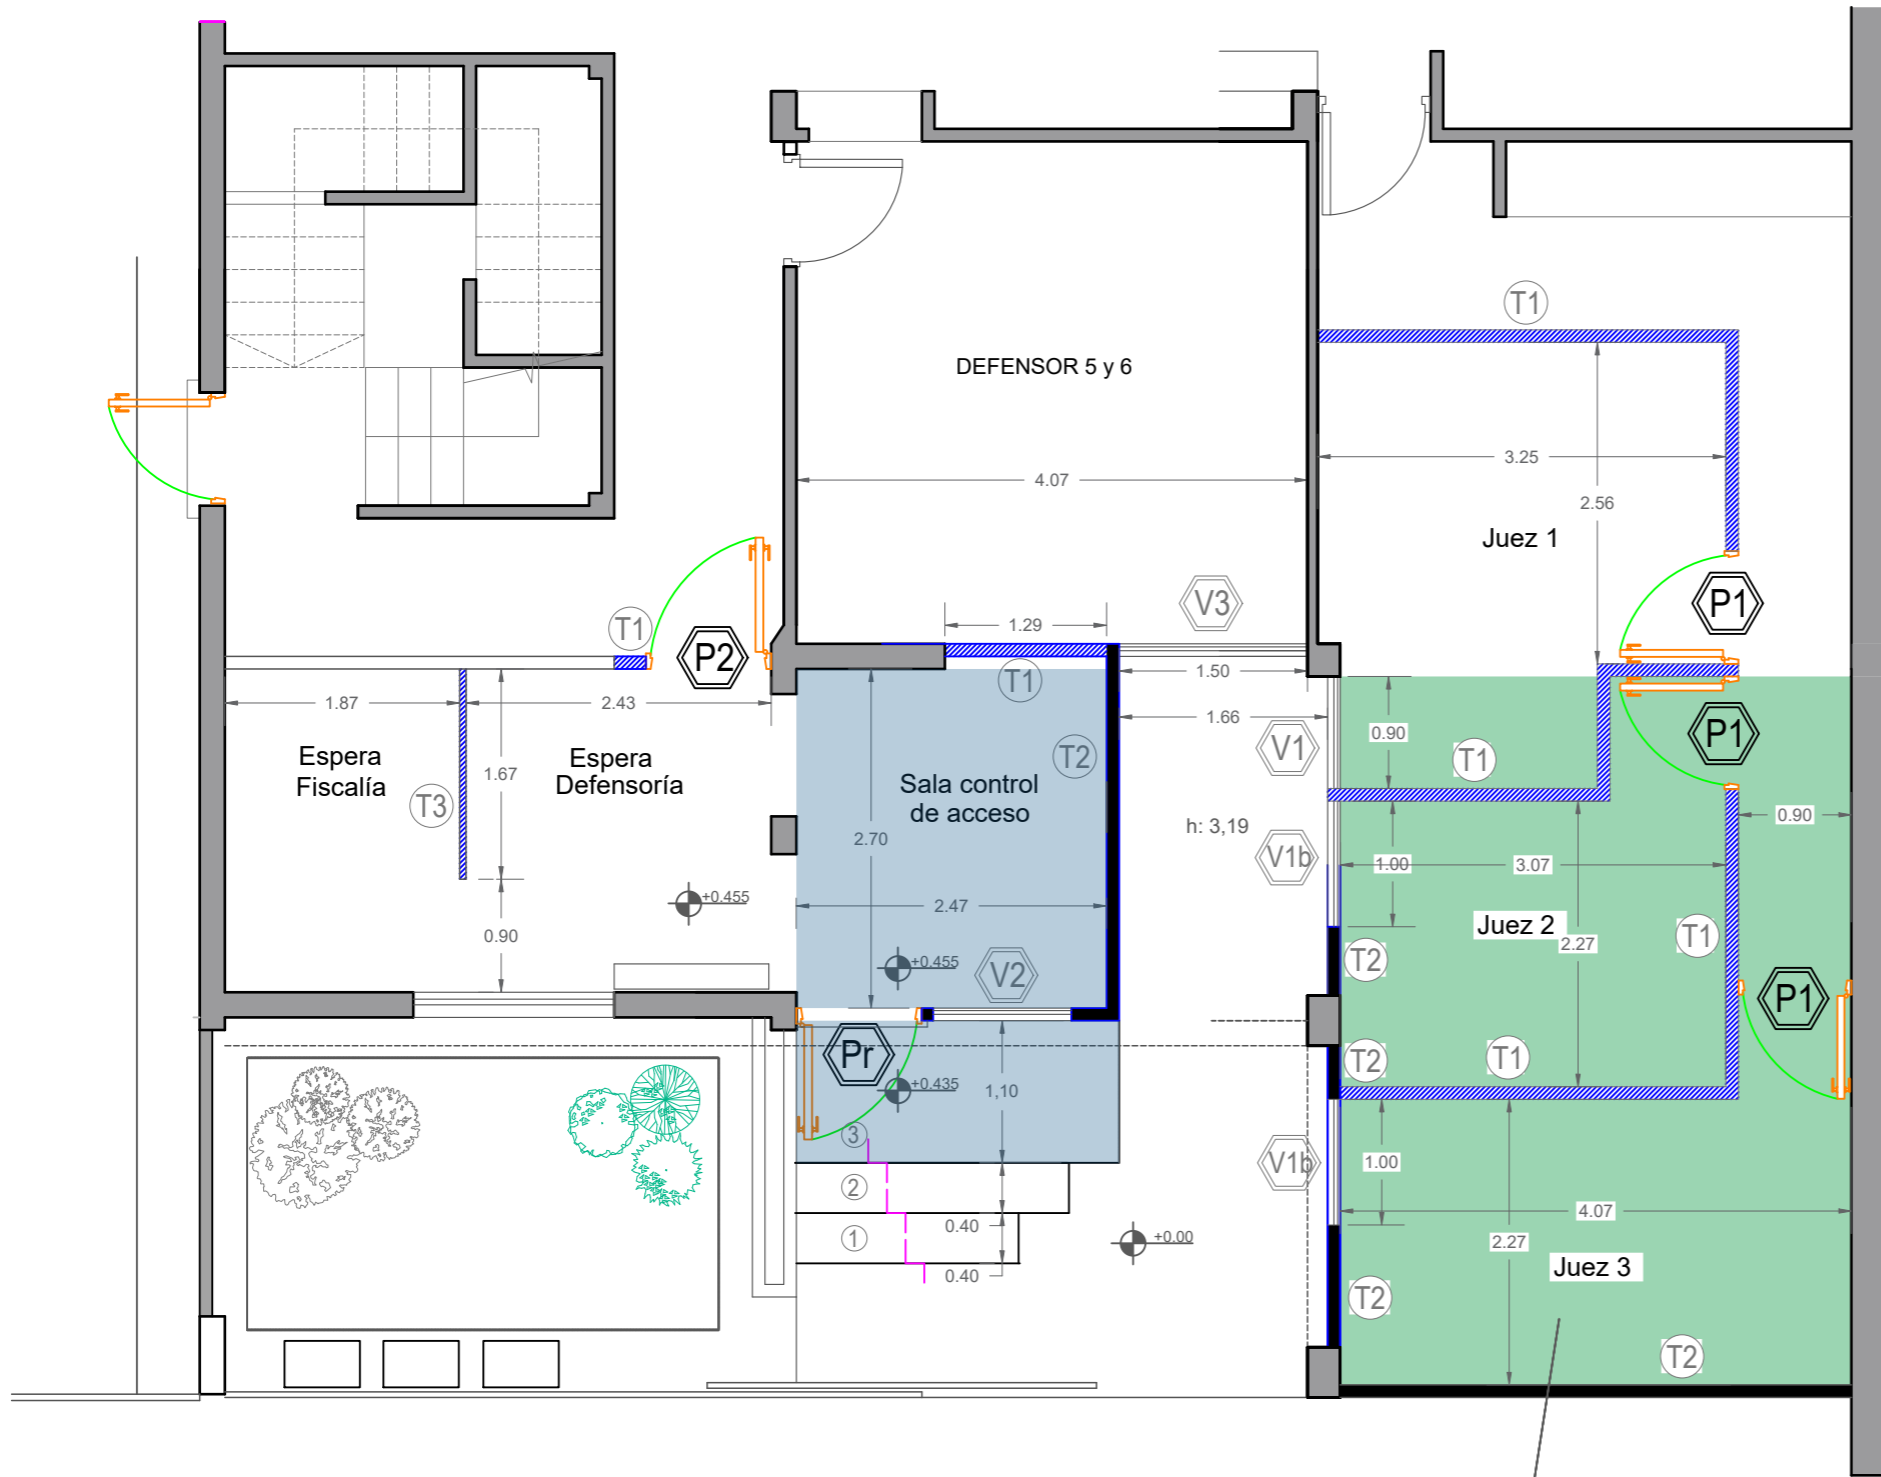 T1
DEFENSOR 5 y 6
3.25
4.07
2.56
Juez 1
P1
V3
T1
1.29
P2
T1
1.50
1.87
2.43
1.66
0.90
V1
P1
T1
Espera
Fiscalía
Espera
Defensoría
1.67
T3
T2
Sala control
de acceso
h: 3,19
2.70
V1b
1.00
3.07
0.90
+0.455
2.47
Juez 2
2.27
T1
0.90
+0.455
V2
T2
P1
Pr
+0.435
1,10
T2
T1
3
2
1
0.40
0.40
+0.00
V1b
1.00
4.07
2.27
Juez 3
T2
T2